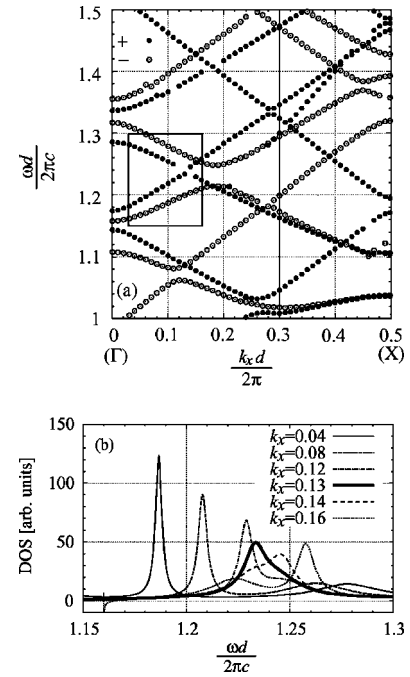 1.5
+
−
1.4
1.3
ωd
2πc
1.2
1.1
(a)
1
0 0.1 0.2 0.3 0.4 0.5
(Γ) kₓd (X)
2π
150
(b)
kₓ=0.04
kₓ=0.08
100
kₓ=0.12
kₓ=0.13
kₓ=0.14
kₓ=0.16
DOS [arb. units]
50
0
1.15 1.2 1.25 1.3
ωd
2πc